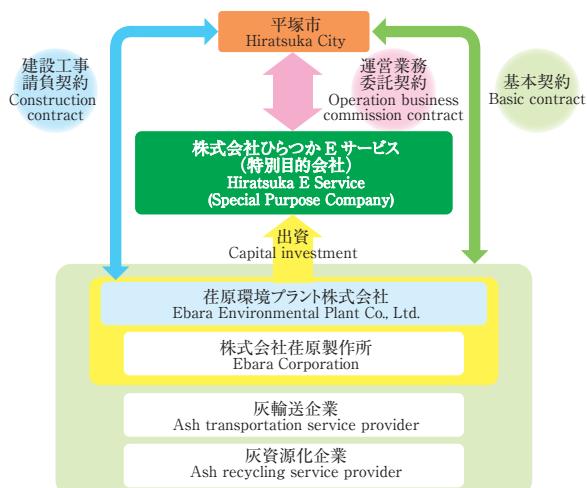 平塚市
Hiratsuka City
建設工事
請負契約
Construction
contract
運営業務
委託契約
Operation business
commission contract
基本契約
Basic contract
株式会社ひらつか E サービス
（特別目的会社）
Hiratsuka E Service
(Special Purpose Company)
出資
Capital investment
荏原環境プラント株式会社
Ebara Environmental Plant Co., Ltd.
株式会社荏原製作所
Ebara Corporation
灰輸送企業
Ash transportation service provider
灰資源化企業
Ash recycling service provider